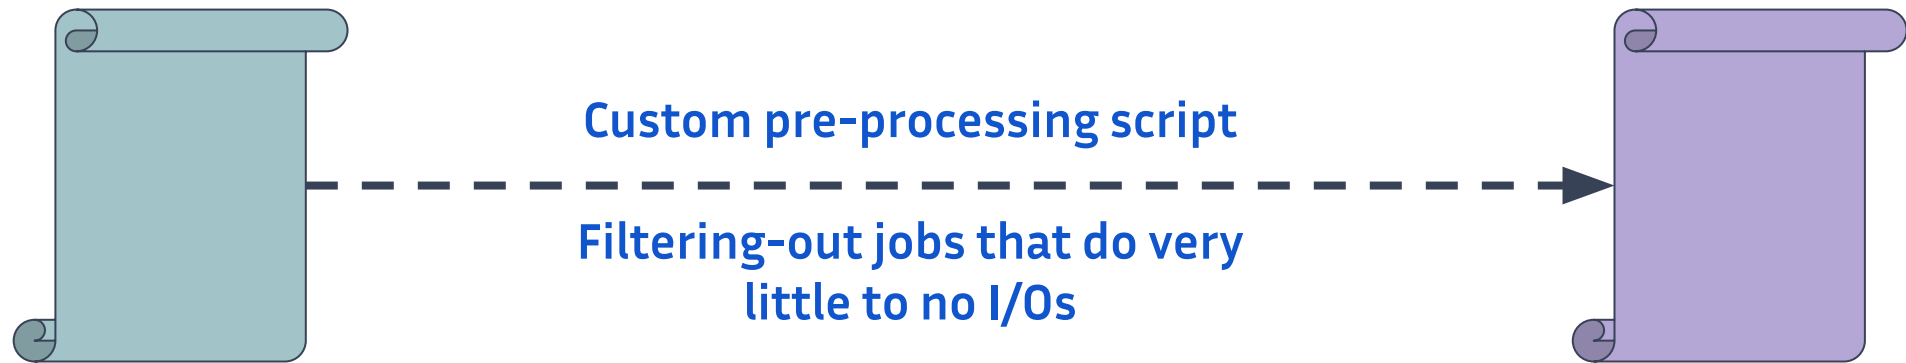 Custom pre-processing script
Filtering-out jobs that do very
little to no I/Os